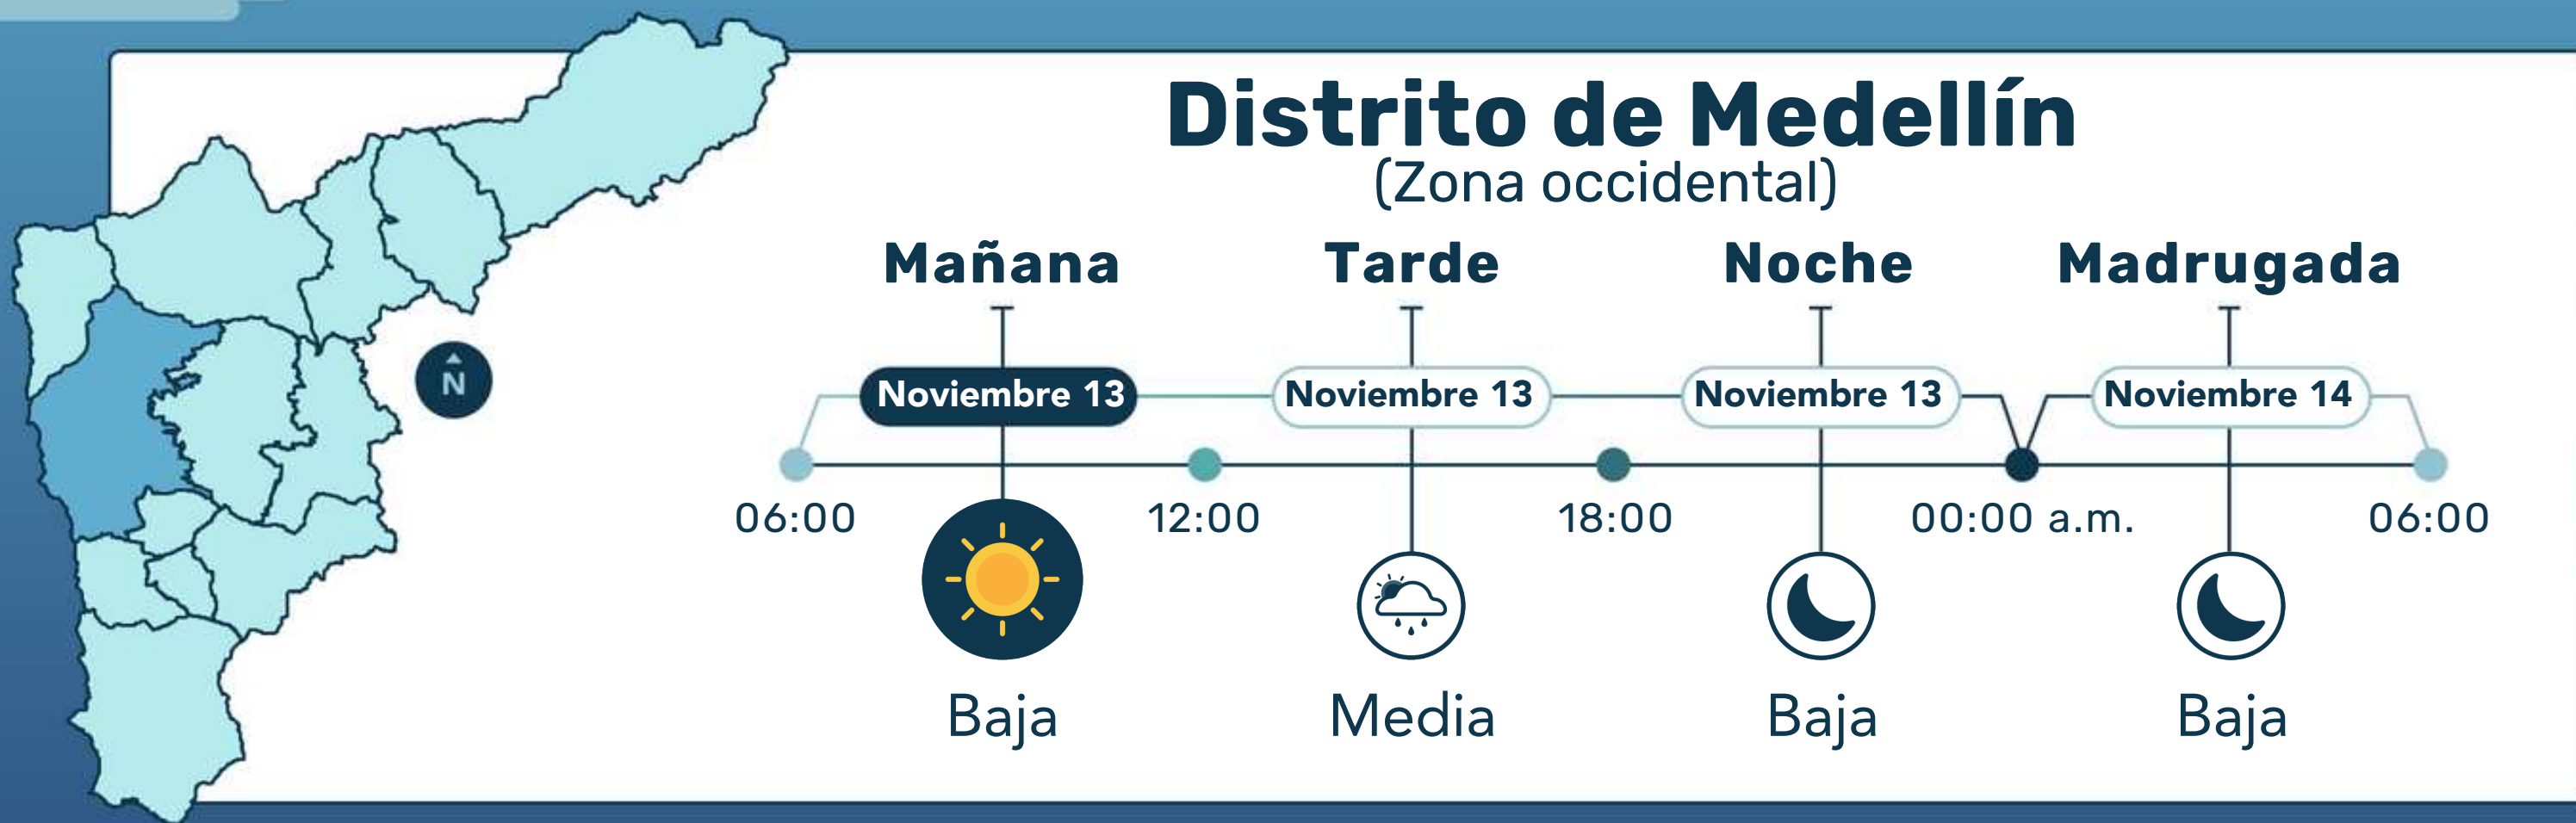 Distrito de Medellín
(Zona occidental)
Mañana Tarde Noche Madrugada
N
Noviembre 13 Noviembre 13 Noviembre 13 Noviembre 14
06:00 12:00 18:00 00:00 a.m. 06:00
Baja Media Baja Baja